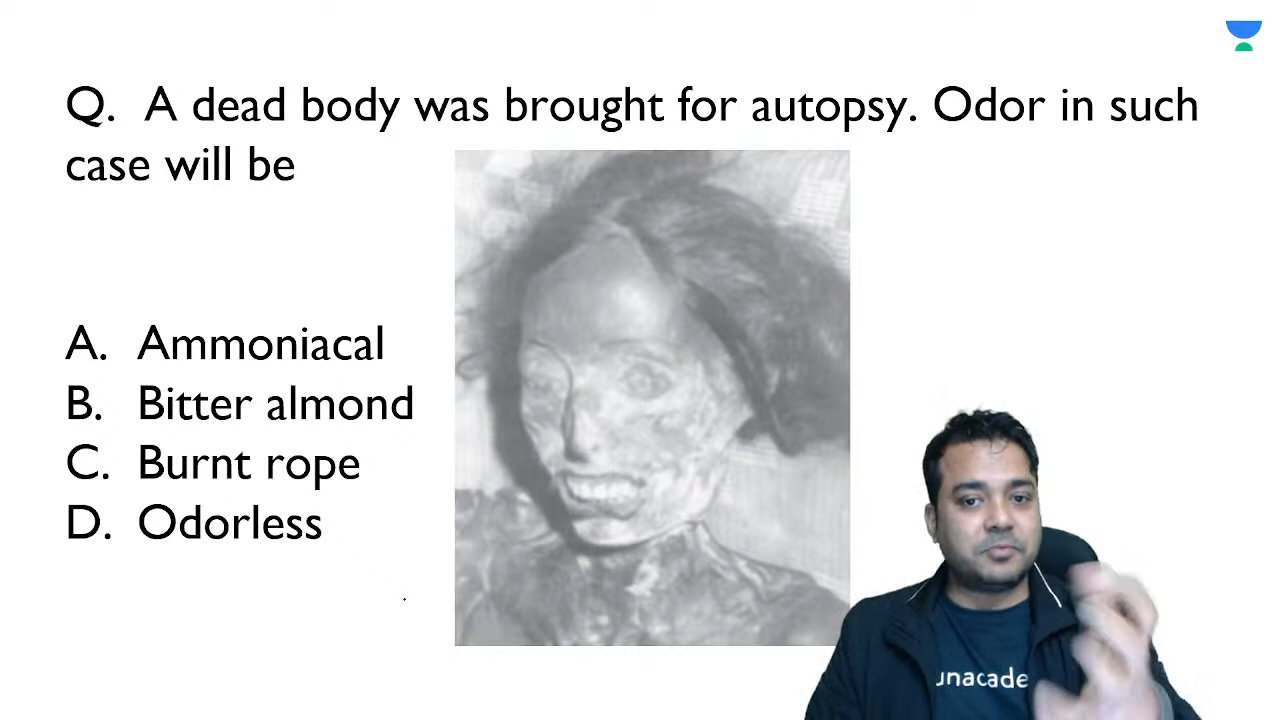 Q. A dead body was brought for autopsy. Odor in such
case will be
A. Ammoniacal
B. Bitter almond
C. Burnt rope
D. Odorless
unacade